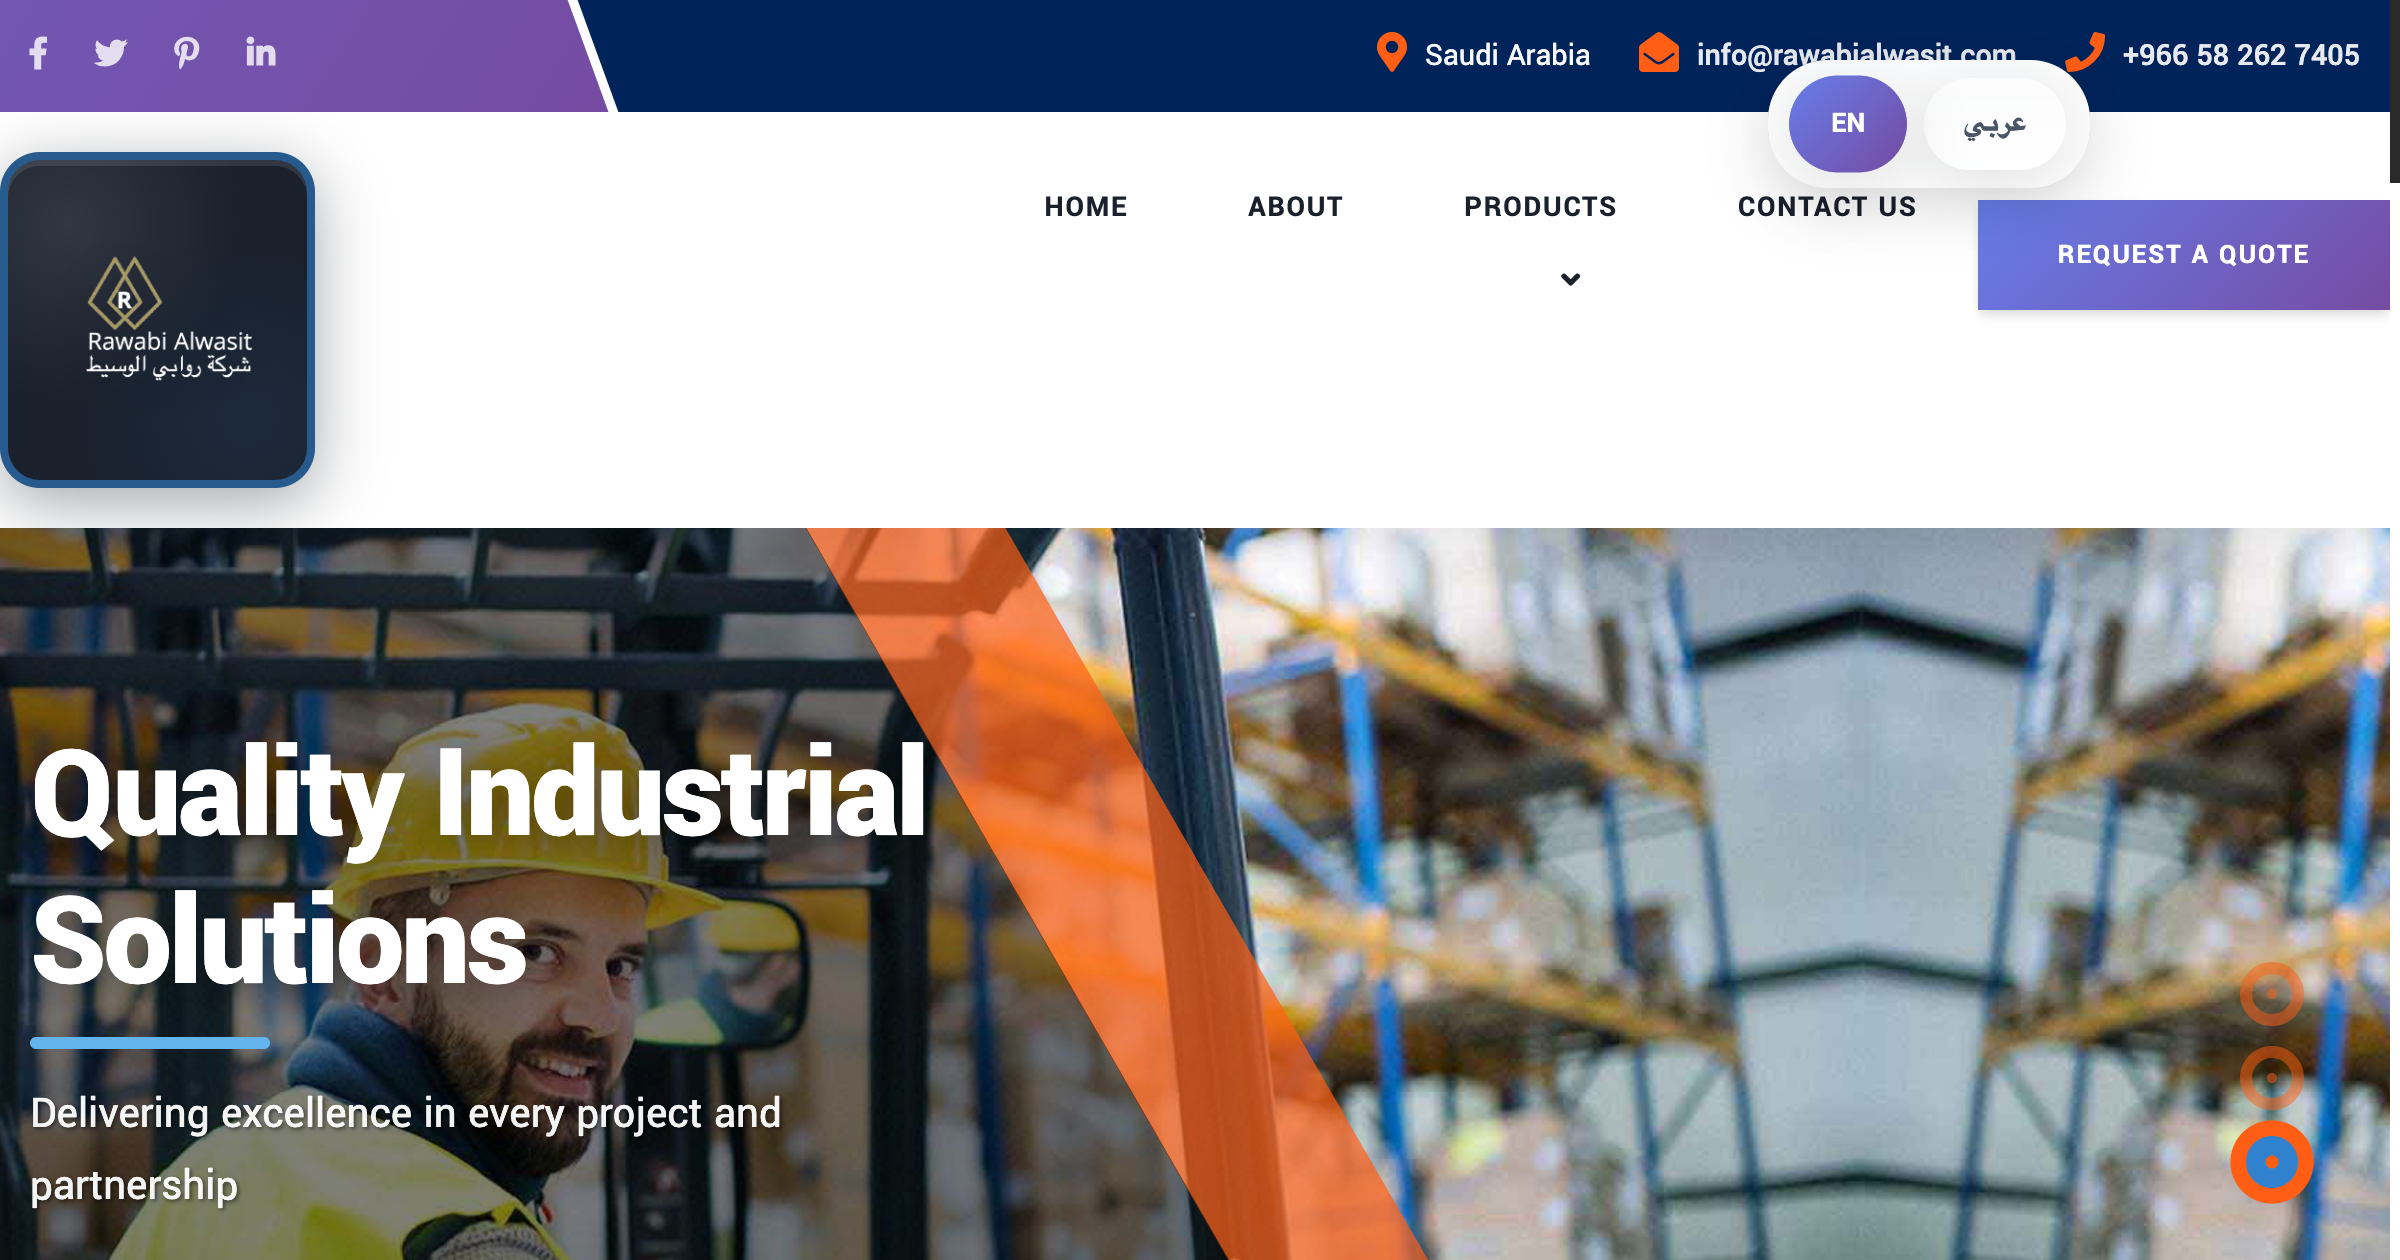 Saudi Arabia
info@rawabialwasit.com
+966 58 262 7405
EN
عربي
HOME
ABOUT
PRODUCTS
CONTACT US
REQUEST A QUOTE
R
Rawabi Alwasit
شركة روابي الوسيط
Quality Industrial
Solutions
Delivering excellence in every project and
partnership